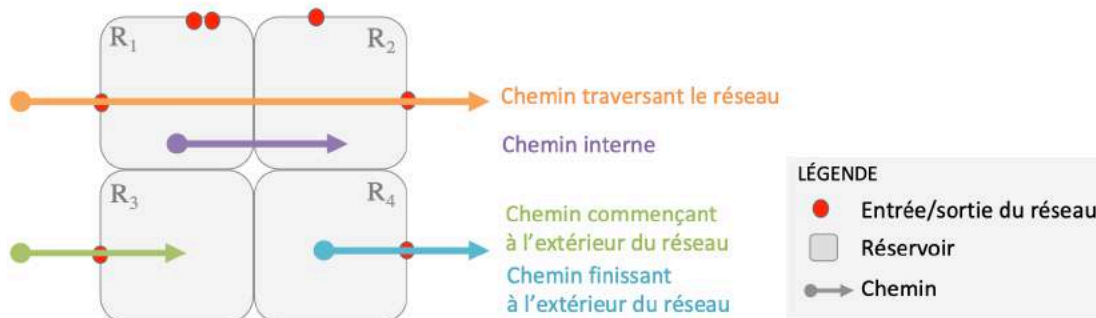 R1
R2
Chemin traversant le réseau
Chemin interne
R3
R4
Chemin commençant
à l'extérieur du réseau
Chemin finissant
à l'extérieur du réseau
LÉGENDE
Entrée/sortie du réseau
Réservoir
Chemin